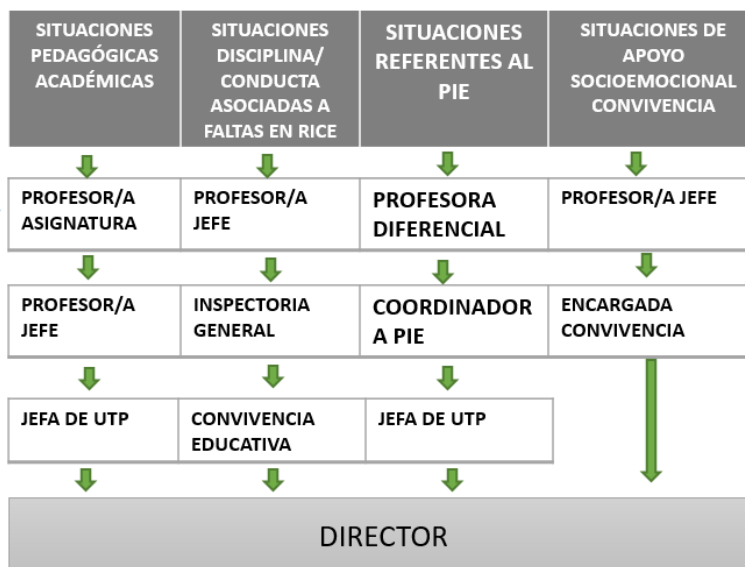 SITUACIONES
PEDAGÓGICAS
ACADÉMICAS
SITUACIONES
DISCIPLINA/
CONDUCTA
ASOCIADAS A
FALTAS EN RICE
SITUACIONES
REFERENTES AL
PIE
SITUACIONES DE
APOYO
SOCIOEMOCIONAL
CONVIVENCIA
PROFESOR/A
ASIGNATURA
PROFESOR/A
JEFE
PROFESORA
DIFERENCIAL
PROFESOR/A JEFE
PROFESOR/A
JEFE
INSPECTORIA
GENERAL
COORDINADOR
A PIE
ENCARGADA
CONVIVENCIA
JEFA DE UTP
CONVIVENCIA
EDUCATIVA
JEFA DE UTP
DIRECTOR